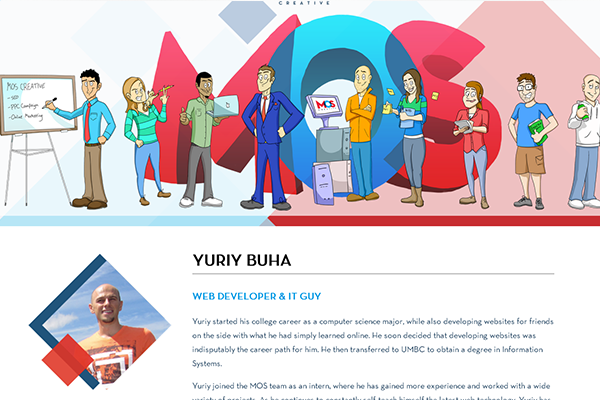 CREATIVE
MOS
MOS CREATIVE
- SEO
- PPC Campaign
- Online Marketing
MOS
YURIY BUHA
WEB DEVELOPER & IT GUY
Yuriy started his college career as a computer science major, while also developing websites for friends
on the side with what he had simply learned online. He soon decided that developing websites was
indisputably the career path for him. He then transferred to UMBC to obtain a degree in Information
Systems.
Yuriy joined the MOS team as an intern, where he has gained more experience and worked with a wide
variety of projects. As he continues to constantly self-teach himself the latest web technology, Yuriy has